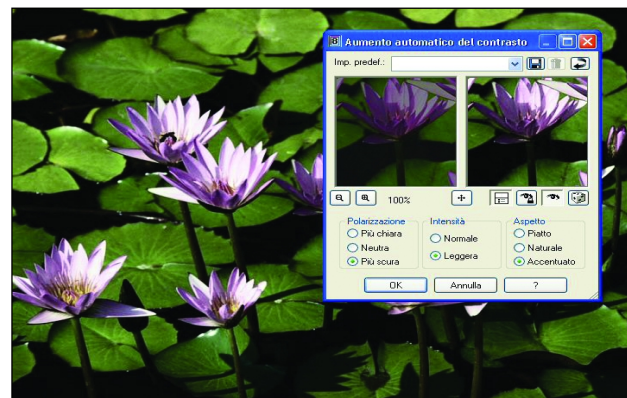 Aumento automatico del contrasto
Imp. predef.:
100%
Polarizzazione Intensità Aspetto
Più chiara Normale Piatto
Neutra Leggera Naturale
Più scura Accentuato
OK Annulla ?